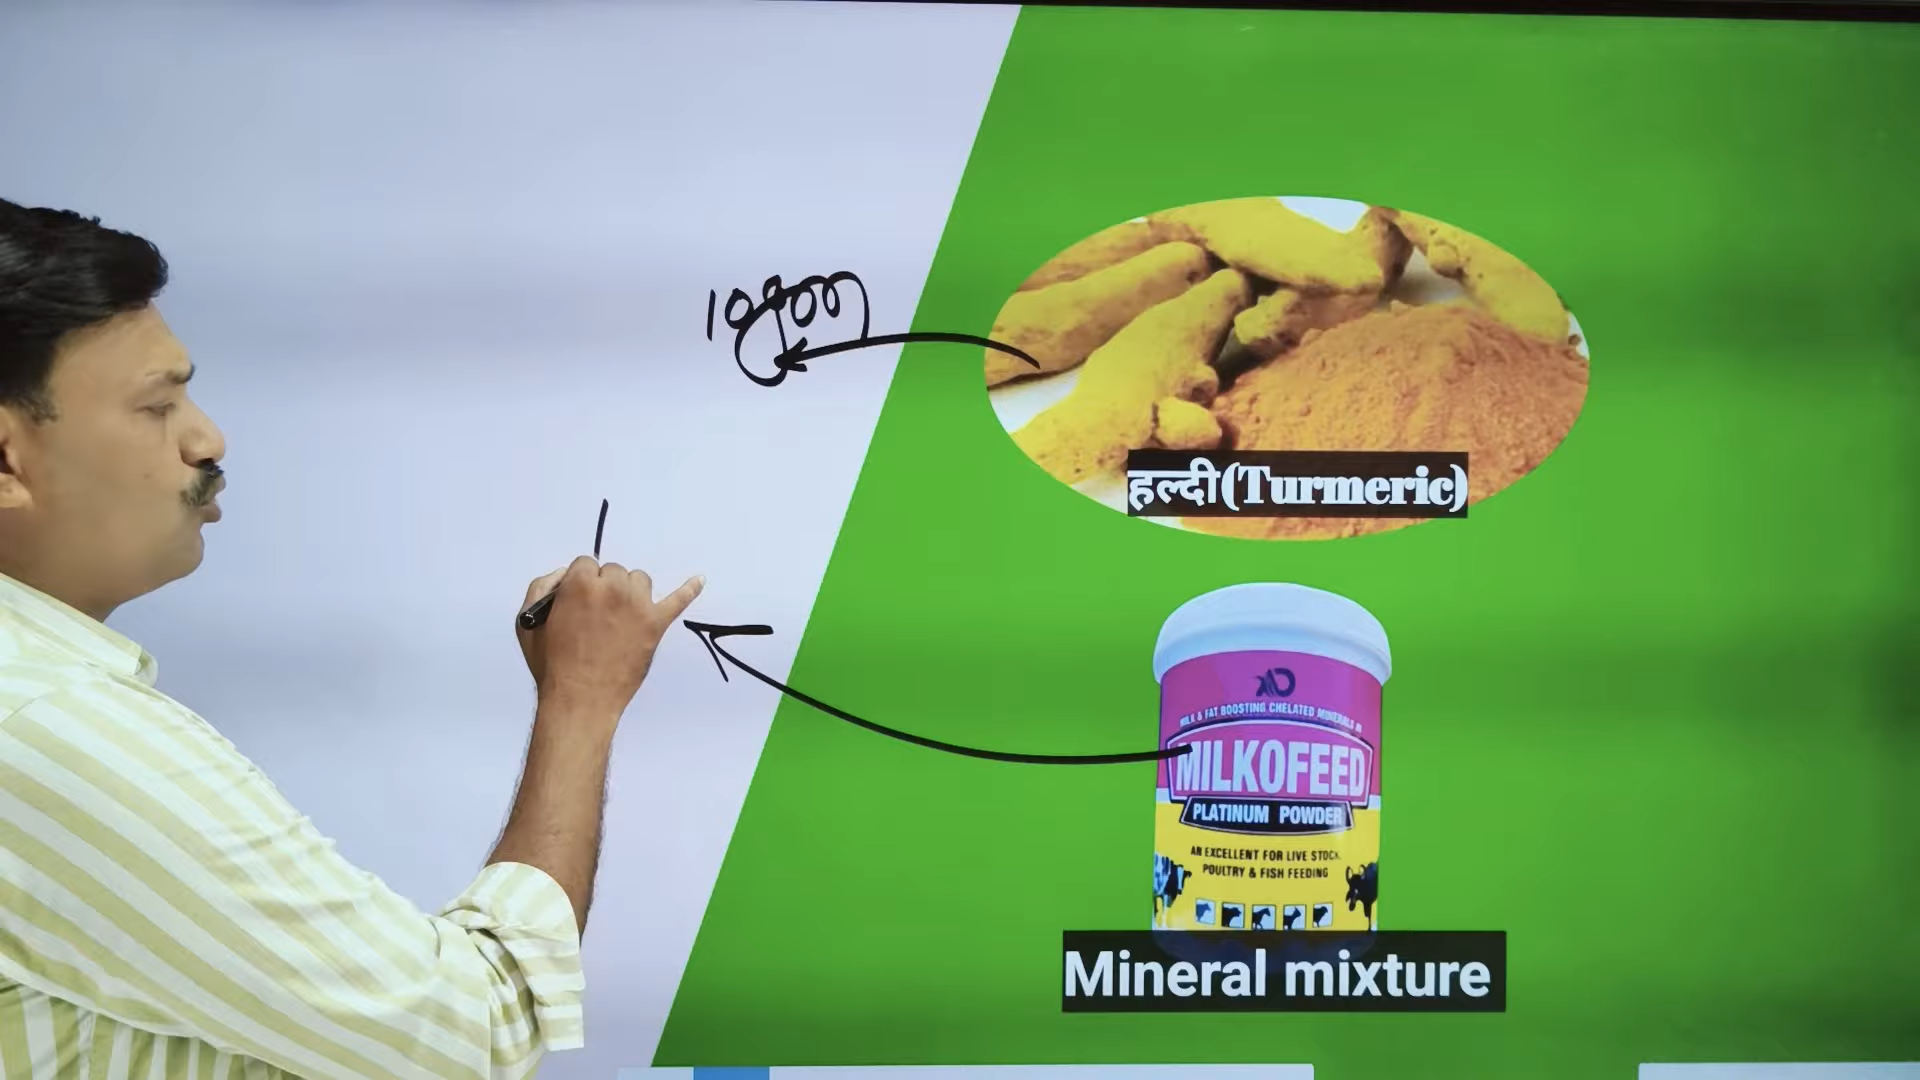 10gm
हल्दी(Turmeric)
MILK & FAT BOOSTING CHELATED MINERALS IN
MILKOFEED
PLATINUM POWDER
AN EXCELLENT FOR LIVE STOCK,
POULTRY & FISH FEEDING
Mineral mixture